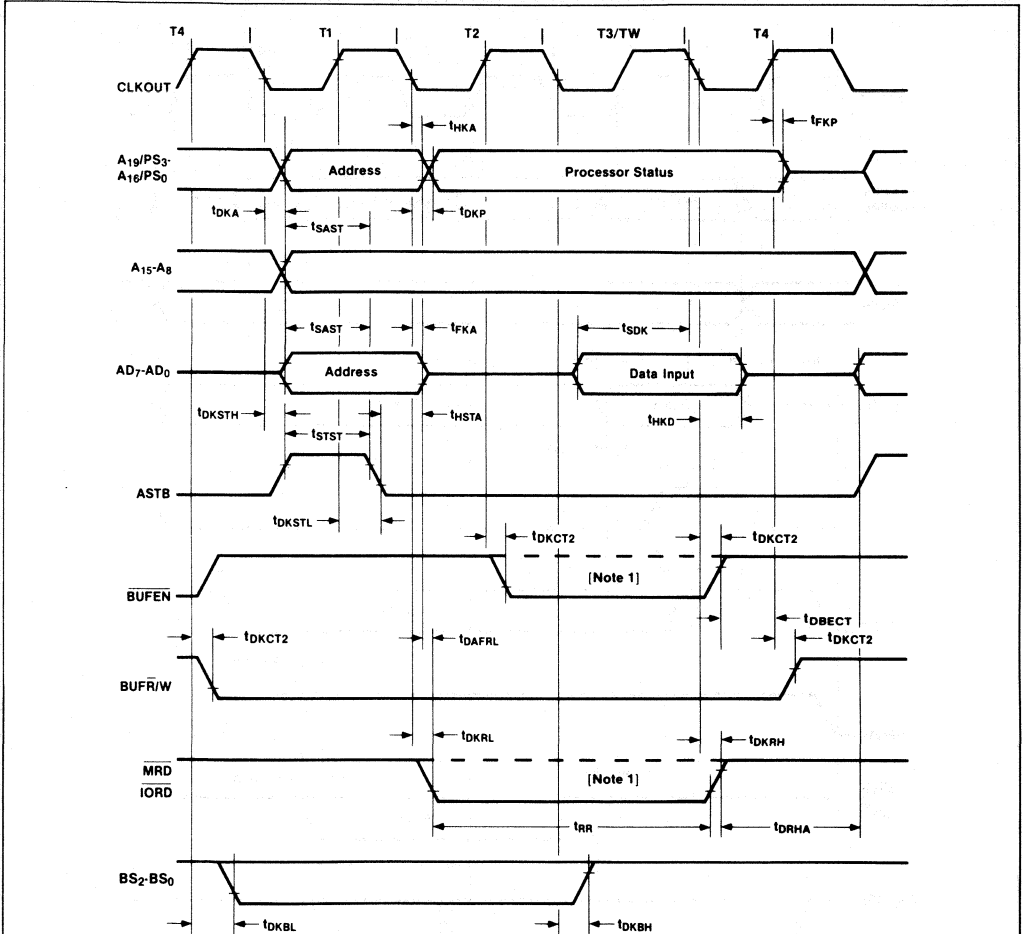 T4 T1 T2 T3/TW T4
CLKOUT
tHKA tFKP
A19/PS3-
A16/PS0
Address Processor Status
tDKA tDKP
tSAST
A15-A8
tSAST tFKA tSDK
AD7-AD0 Address Data Input
tDKSTH tHSTA tHKD
tSTST
ASTB
tDKSTL tDKCT2 tDKCT2
[Note 1]
BUFEN
tDBECT
tDKCT2 tDAFRL tDKCT2
BUFR/W
tDKRL tDKRH
MRD
[Note 1]
IORD
tRR tDRHA
BS2-BS0
tDKBL tDKBH